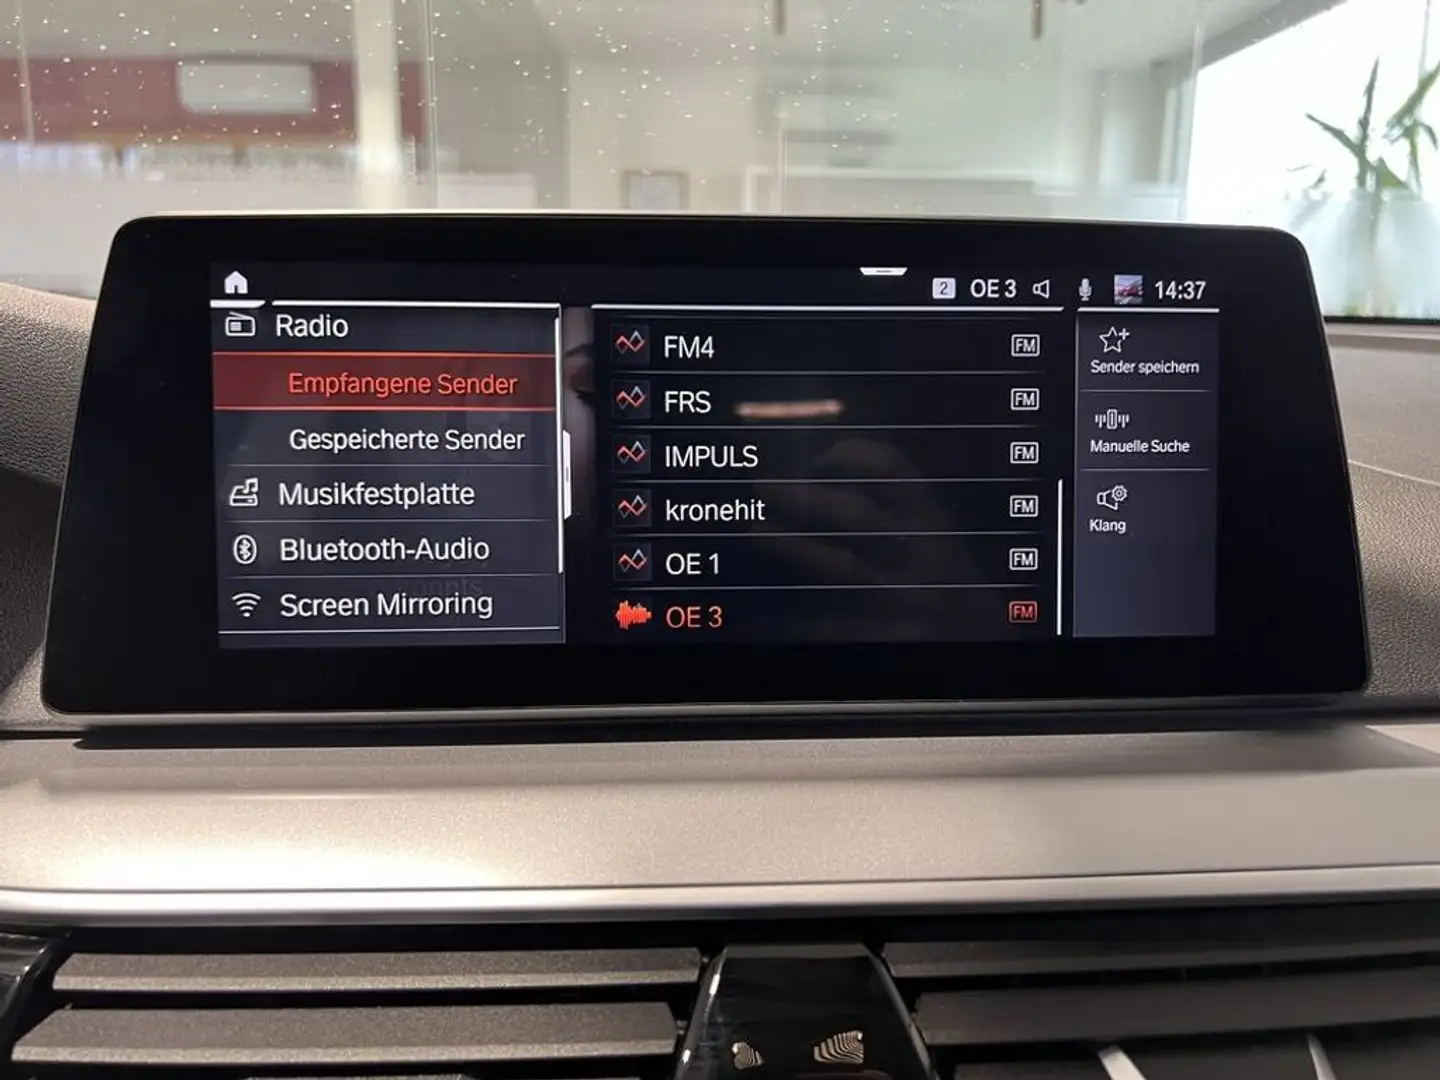 2 OE 3 14:37
Radio
Empfangene Sender
Gespeicherte Sender
Musikfestplatte
Bluetooth-Audio
Screen Mirroring
FM4 FM
FRS FM
IMPULS FM
kronehit FM
OE 1 FM
OE 3 FM
Sender speichern
Manuelle Suche
Klang